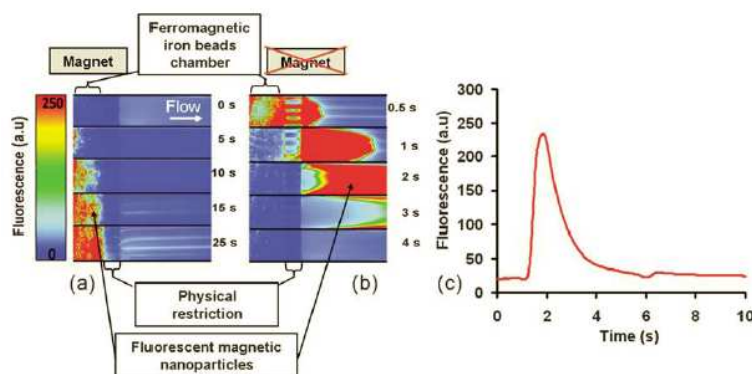 Ferromagnetic
iron beads
chamber
Magnet
Magnet
250
0
Fluorescence (a.u)
Flow
0 s
5 s
10 s
15 s
25 s
(a)
0.5 s
1 s
2 s
3 s
4 s
(b)
Physical
restriction
Fluorescent magnetic
nanoparticles
(c)
Fluorescence (a.u)
300
250
200
150
100
50
0
0 2 4 6 8 10
Time (s)